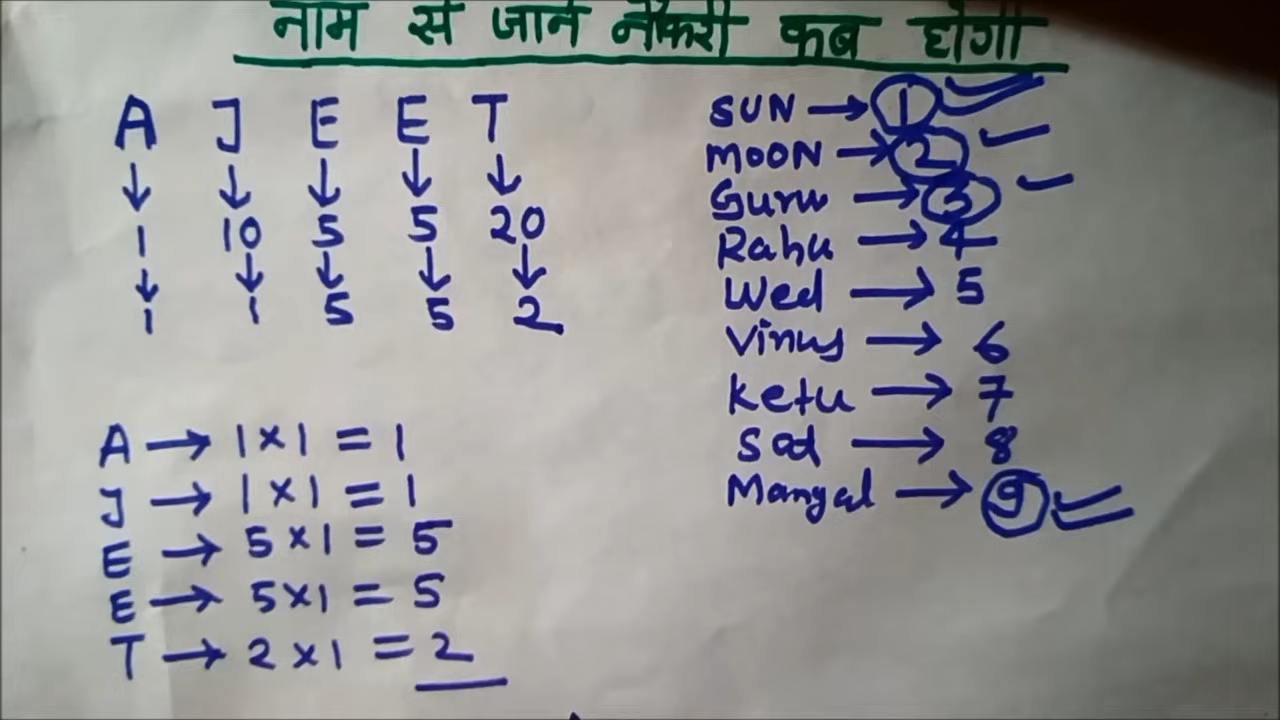 नाम से जाने नौकरी कब होगी
A J E E T
1 10 5 5 20
1 1 5 5 2
A → 1 × 1 = 1
J → 1 × 1 = 1
E → 5 × 1 = 5
E → 5 × 1 = 5
T → 2 × 1 = 2
SUN → 1
MOON → 2
Guru → 3
Rahu → 4
Wed → 5
Vinus → 6
Ketu → 7
Sad → 8
Mangal → 9